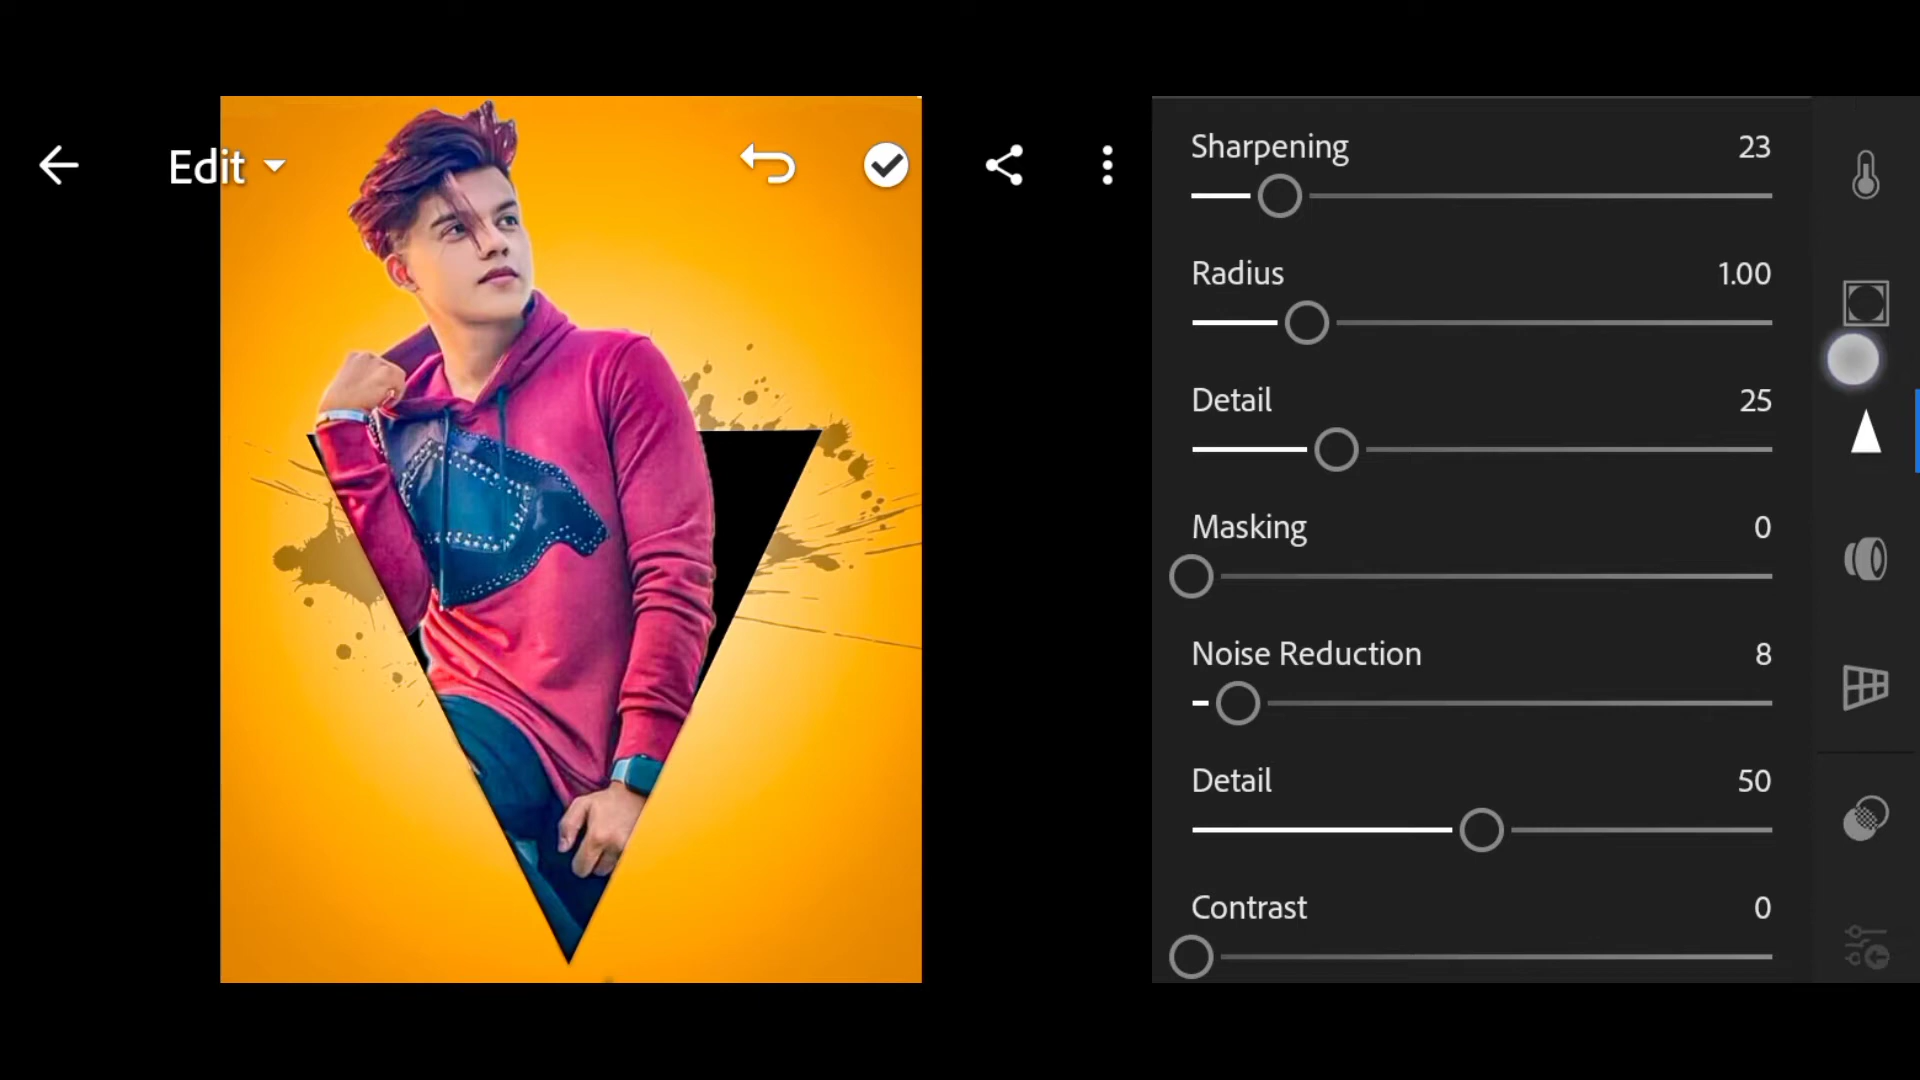 Edit
Sharpening 23
Radius 1.00
Detail 25
Masking 0
Noise Reduction 8
Detail 50
Contrast 0